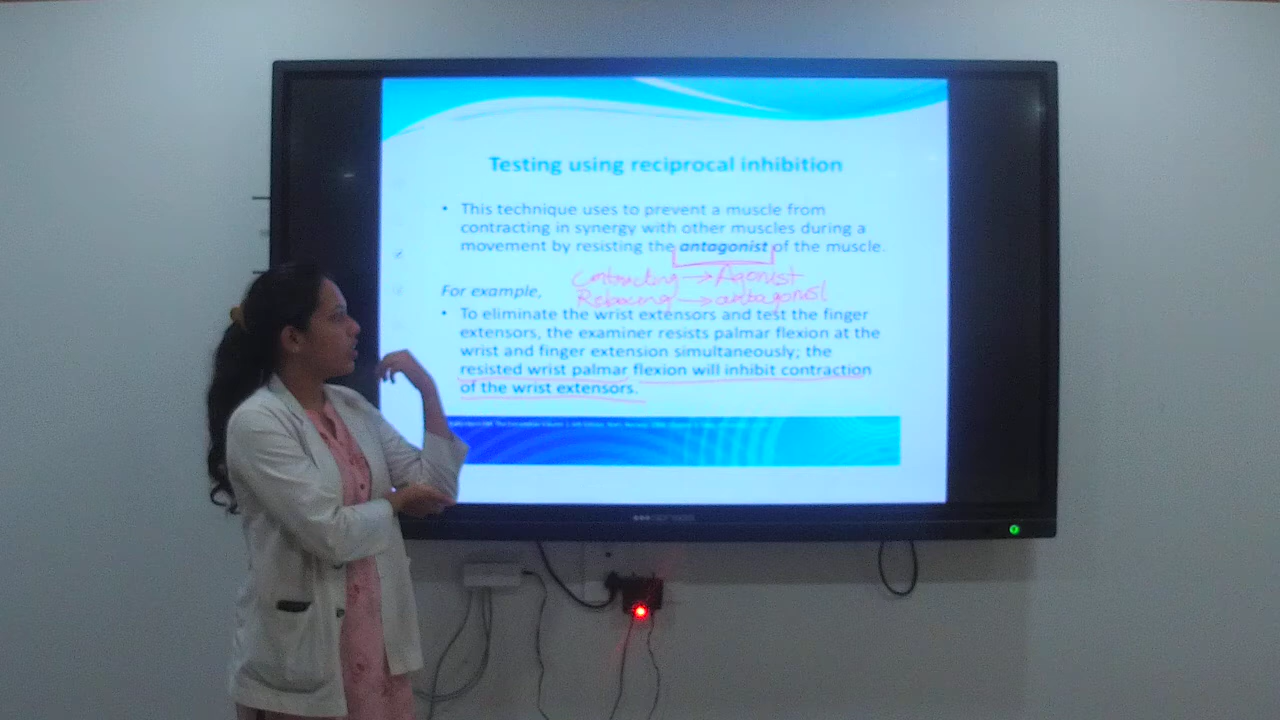 Testing using reciprocal inhibition
• This technique uses to prevent a muscle from
contracting in synergy with other muscles during a
movement by resisting the antagonist of the muscle.
Contracting → Agonist
For example,
→ antagonist
• To eliminate the wrist extensors and test the finger
extensors, the examiner resists palmar flexion at the
wrist and finger extension simultaneously; the
resisted wrist palmar flexion will inhibit contraction
of the wrist extensors.